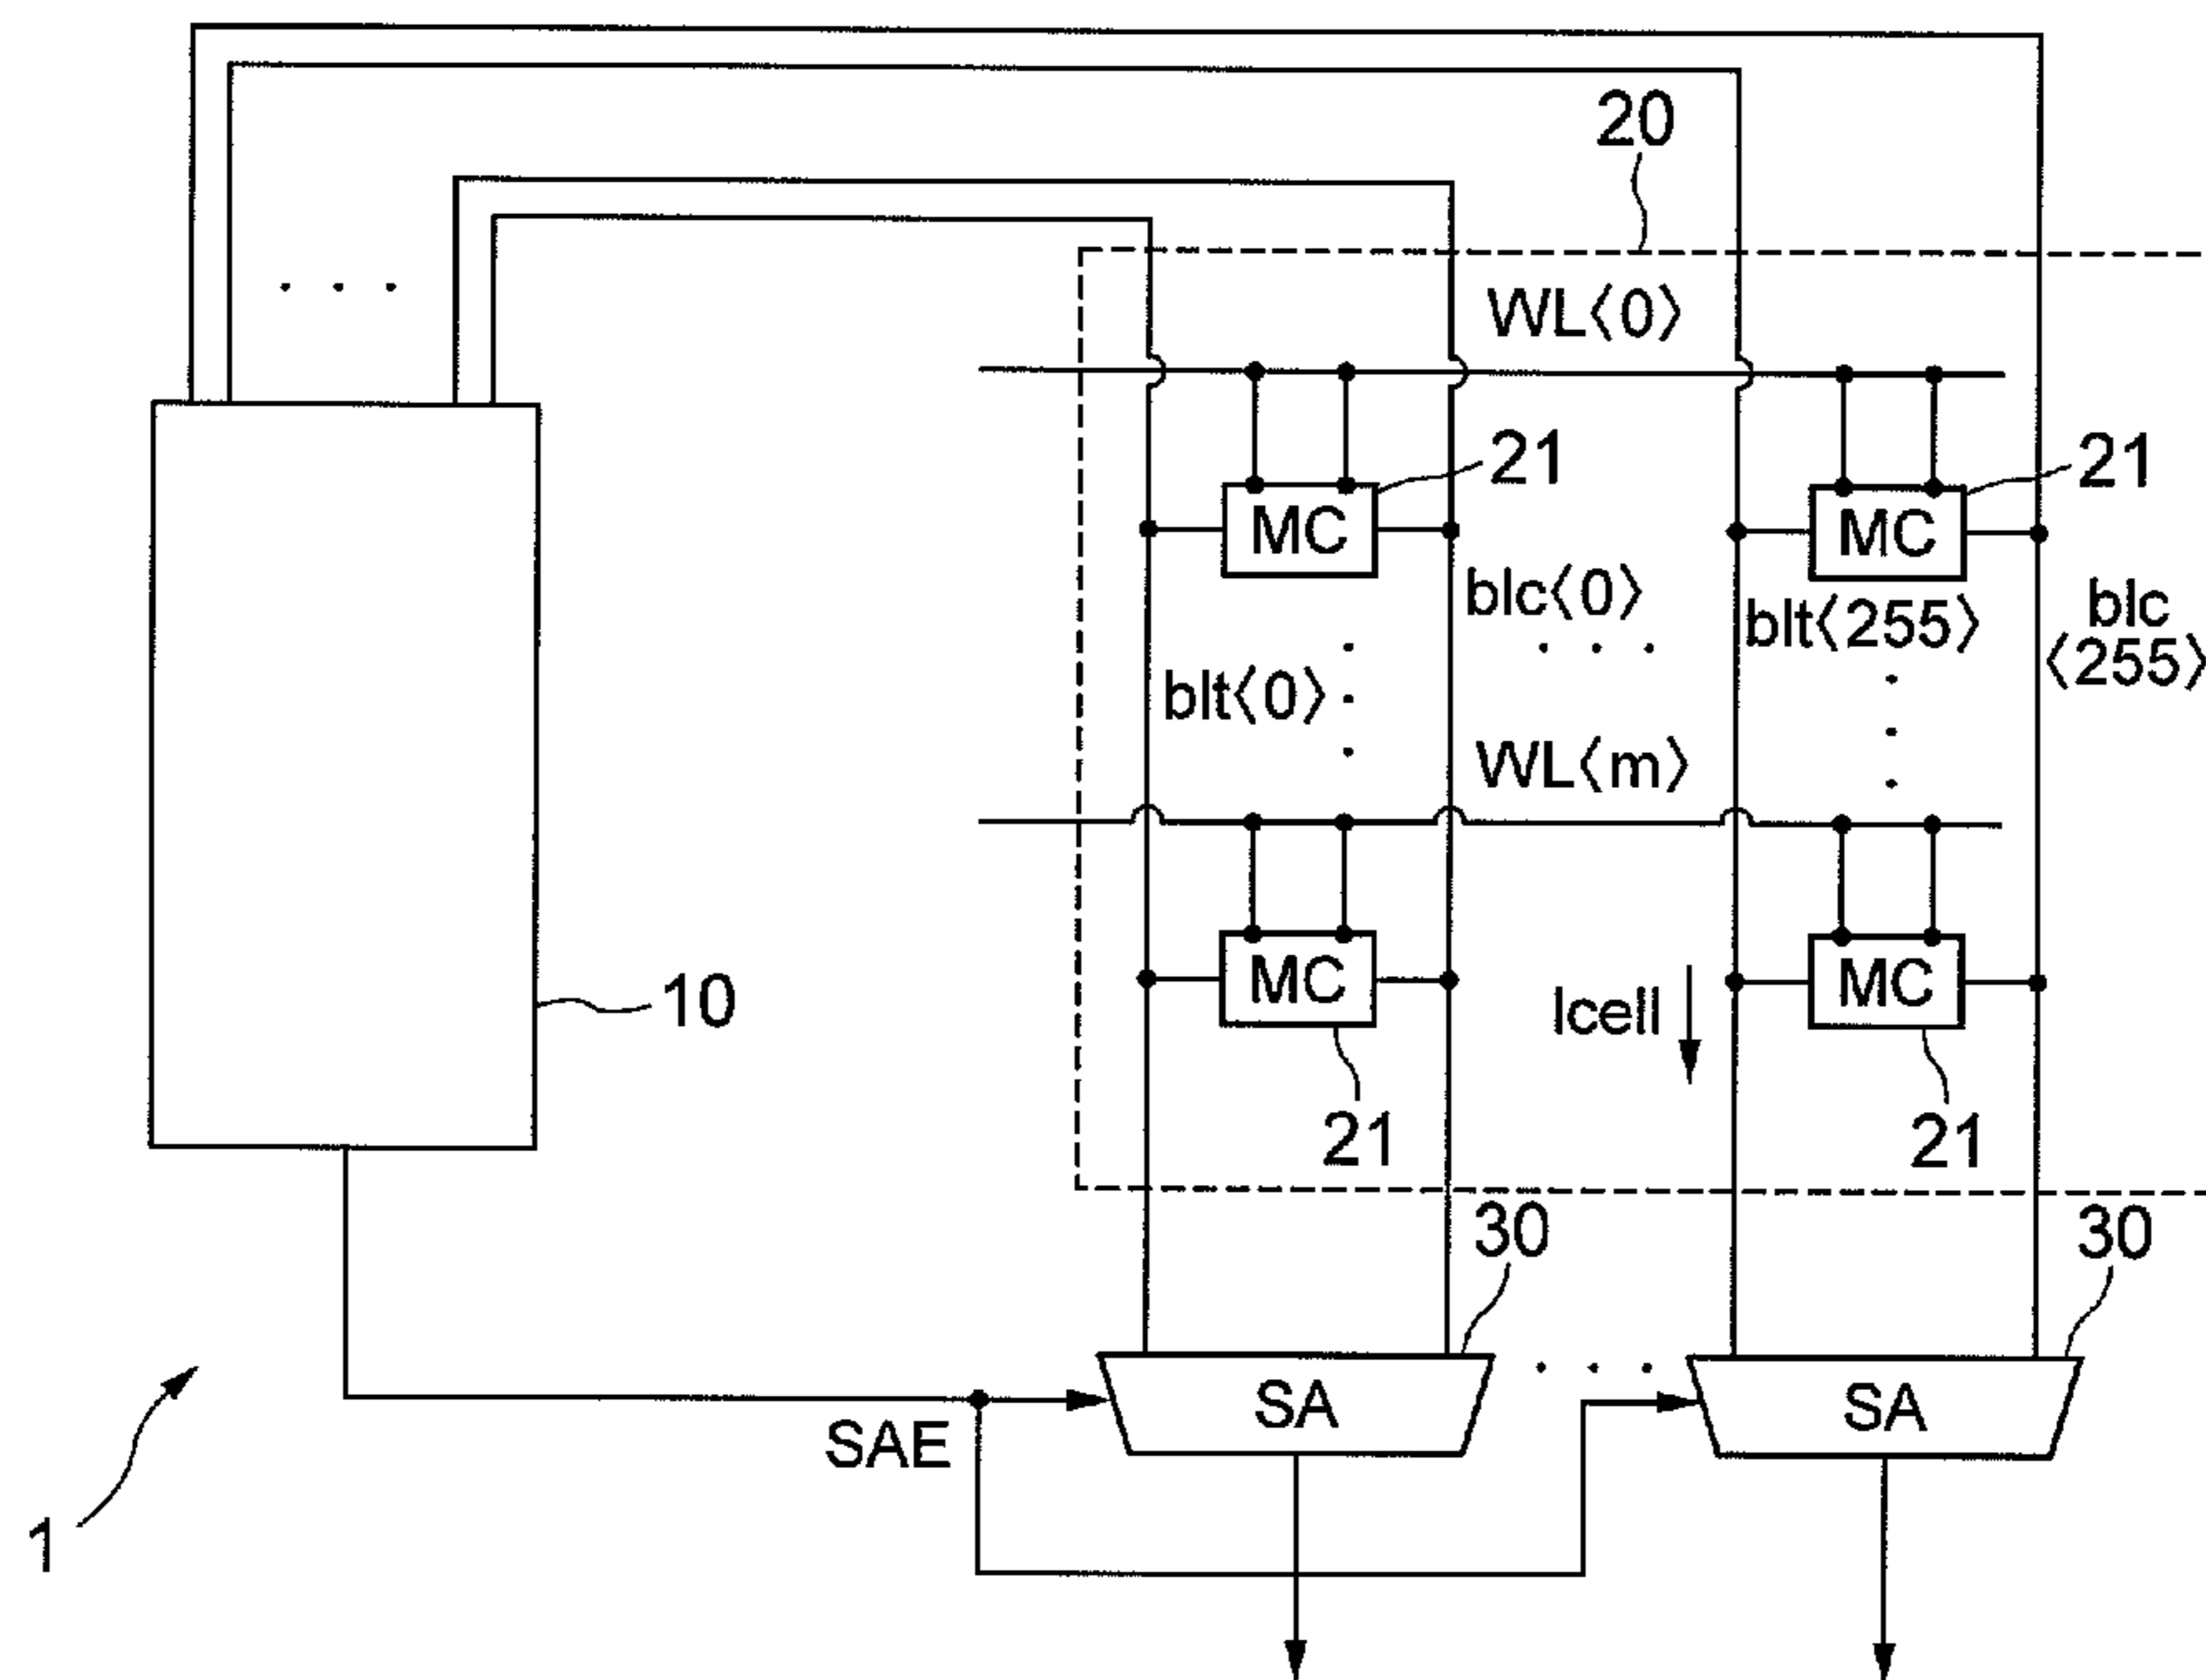 20
WL〈0〉
21
21
MC
MC
blc〈0〉
blt〈255〉
blc
〈255〉
blt〈0〉
WL〈m〉
MC
MC
10
Icell
21
21
30
30
SA
SA
SAE
1